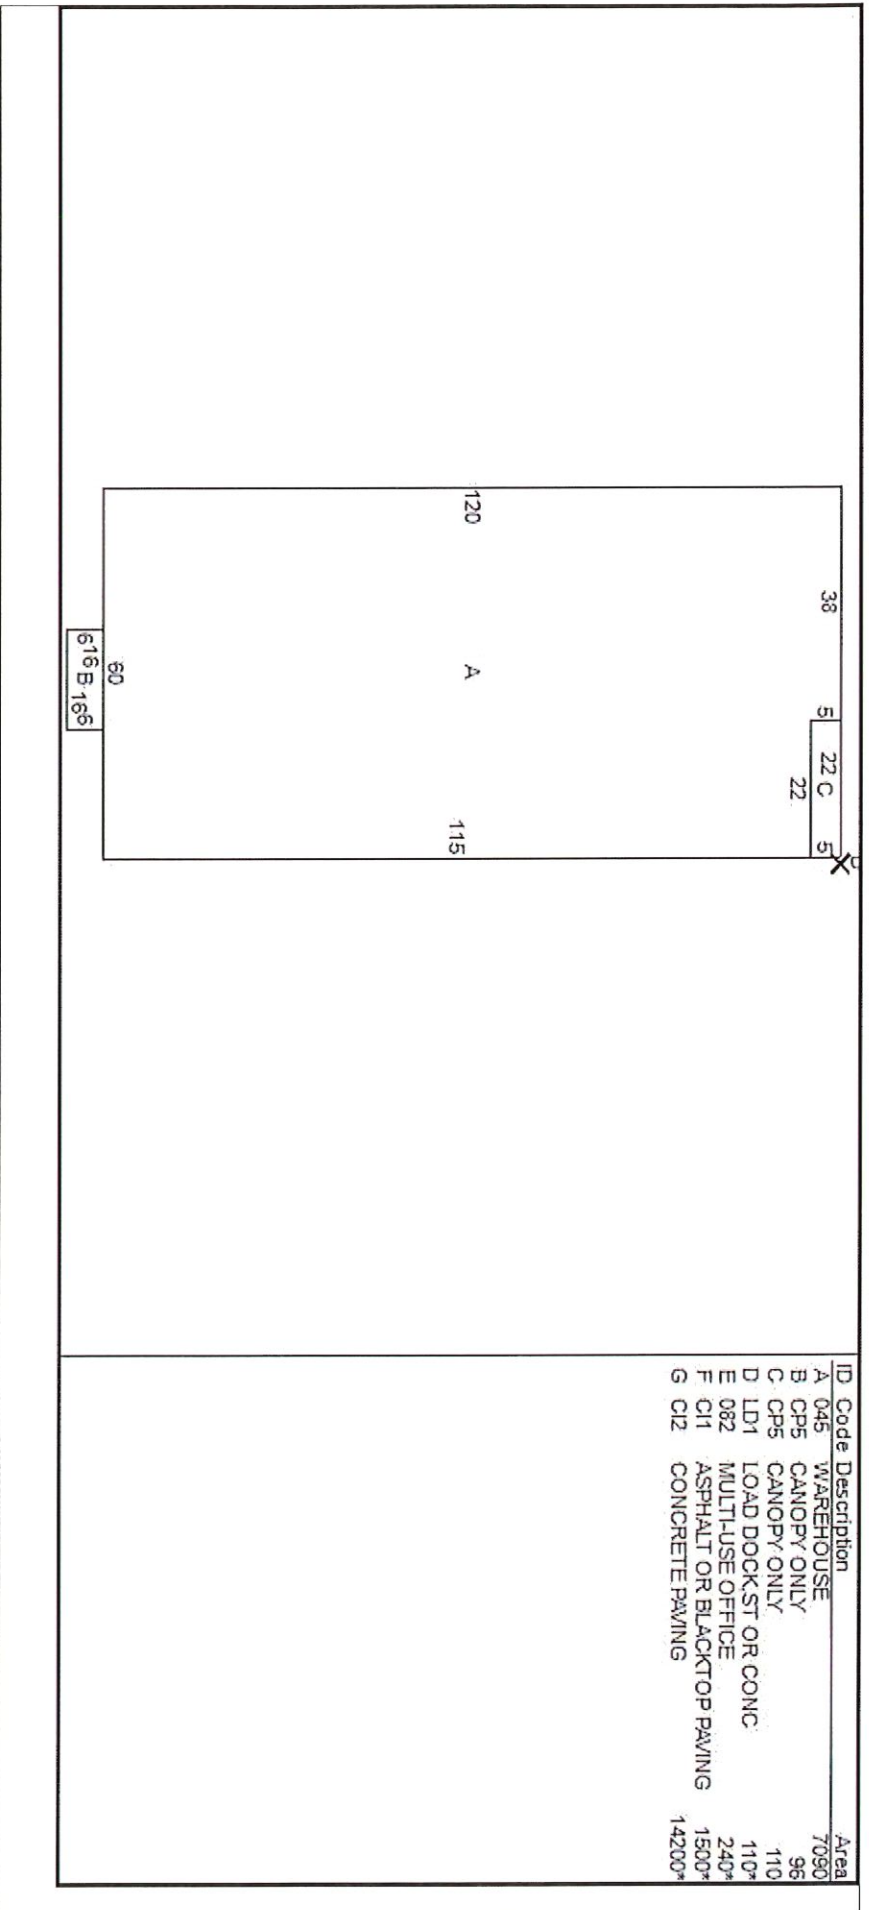 38
5
22 C
5
22
120
A
115
60
6
16
B
16
6
ID Code Description Area
A 045 WAREHOUSE 7090
B CP5 CANOPY ONLY 96
C CP5 CANOPY ONLY 110
D LD1 LOAD DOCK,ST OR CONC 110*
E 082 MULTI-USE OFFICE 240*
F CI1 ASPHALT OR BLACKTOP PAVING 1500*
G CI2 CONCRETE PAVING 14200*